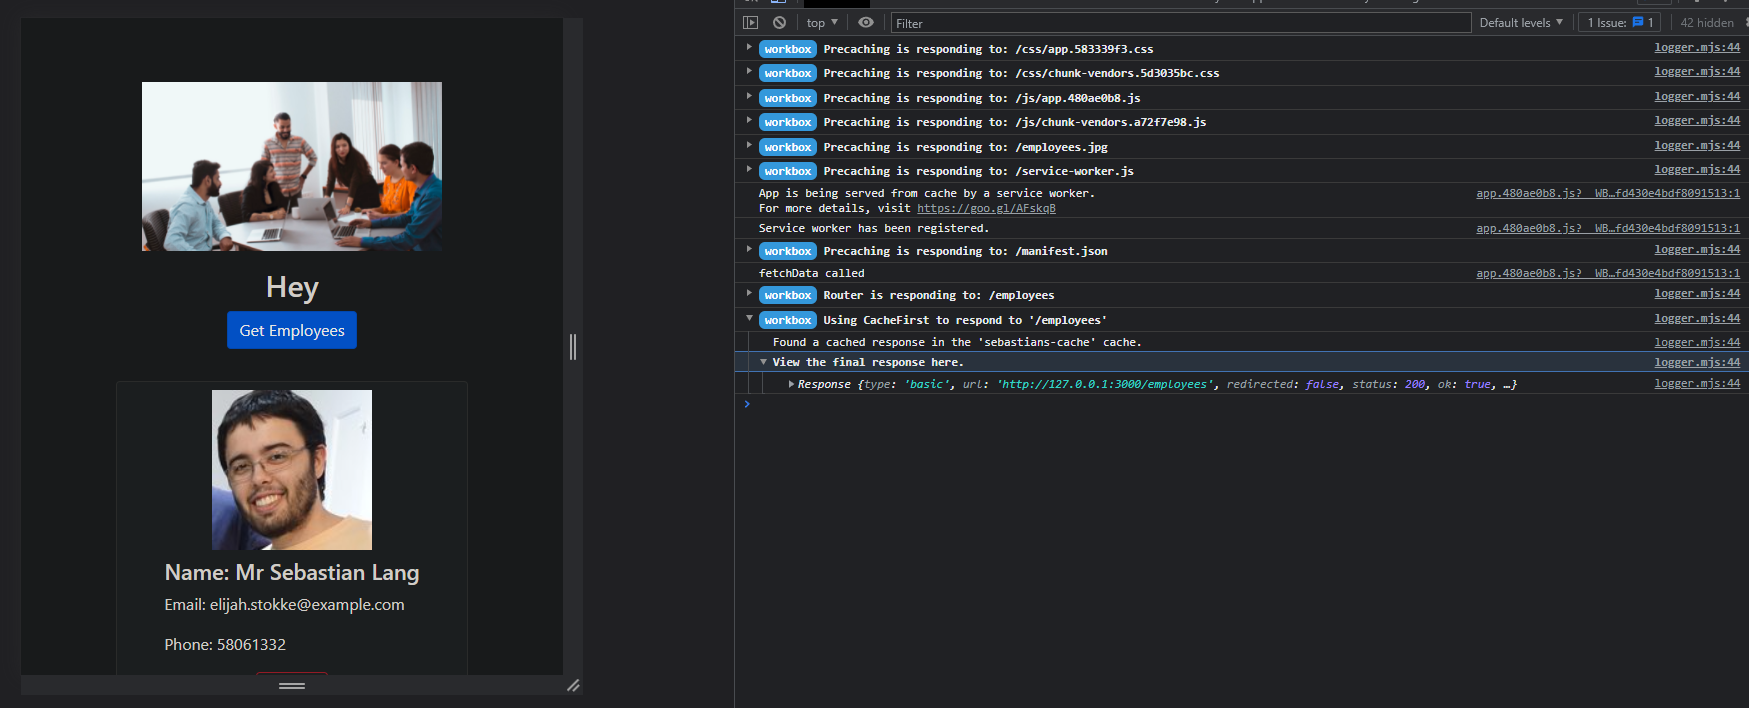 Hey
Get Employees
Name: Mr Sebastian Lang
Email: elijah.stokke@example.com
Phone: 58061332
top ▼ Filter Default levels ▼ 1 Issue: 1 42 hidden
workbox Precaching is responding to: /css/app.583339f3.css logger.mjs:44
workbox Precaching is responding to: /css/chunk-vendors.5d3035bc.css logger.mjs:44
workbox Precaching is responding to: /js/app.480ae0b8.js logger.mjs:44
workbox Precaching is responding to: /js/chunk-vendors.a72f7e98.js logger.mjs:44
workbox Precaching is responding to: /employees.jpg logger.mjs:44
workbox Precaching is responding to: /service-worker.js logger.mjs:44
App is being served from cache by a service worker. app.480ae0b8.js?__WB…fd430e4bdf8091513:1
For more details, visit https://goo.gl/AFskqB
Service worker has been registered. app.480ae0b8.js?__WB…fd430e4bdf8091513:1
workbox Precaching is responding to: /manifest.json logger.mjs:44
fetchData called app.480ae0b8.js?__WB…fd430e4bdf8091513:1
workbox Router is responding to: /employees logger.mjs:44
workbox Using CacheFirst to respond to '/employees' logger.mjs:44
Found a cached response in the 'sebastians-cache' cache. logger.mjs:44
View the final response here. logger.mjs:44
Response {type: 'basic', url: 'http://127.0.0.1:3000/employees', redirected: false, status: 200, ok: true, …} logger.mjs:44